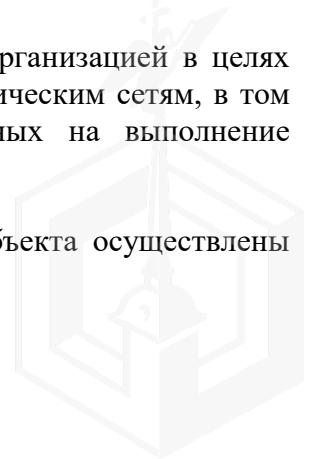 рганизацией в целях
ическим сетям, в том
ных на выполнение
бъекта осуществлены